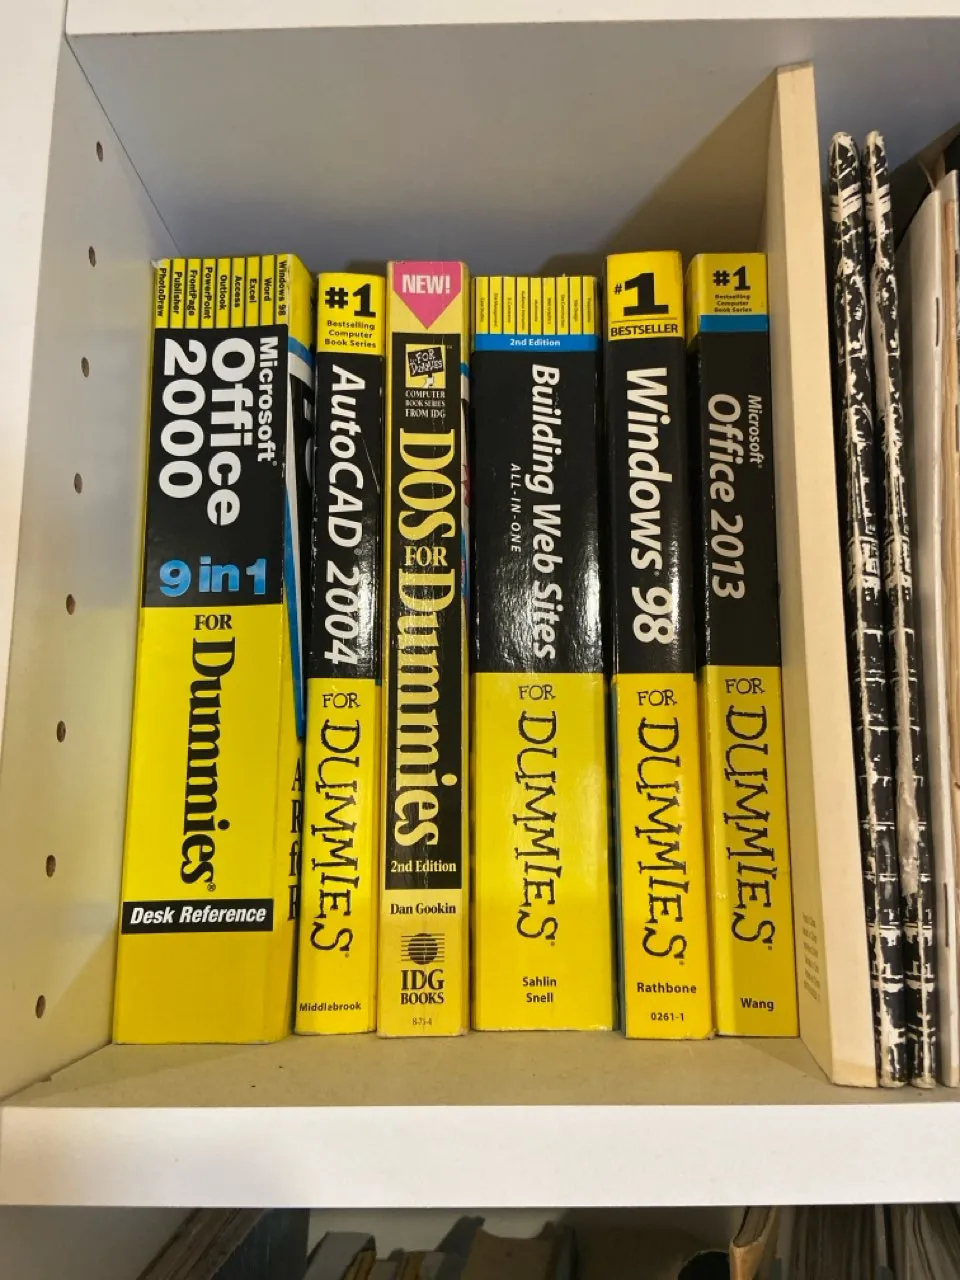 PhotoDraw
Publisher
FrontPage
PowerPoint
Outlook
Access
Excel
Word
Windows 98
Microsoft®
Office
2000
9 in 1
FOR
Dummies®
Desk Reference
A
R
f
R
#1
Bestselling
Computer
Book Series
AutoCAD® 2004
FOR
DUMMIES®
Middlebrook
NEW!
FOR
DUMMIES
COMPUTER
BOOK SERIES
FROM IDG
DOS
FOR
Dummies
2nd Edition
Dan Gookin
IDG
BOOKS
2nd Edition
Building Web Sites
ALL-IN-ONE
FOR
DUMMIES®
Sahlin
Snell
#1
BESTSELLER
Windows® 98
FOR
DUMMIES®
Rathbone
0261-1
#1
Bestselling Computer
Book Series
Microsoft®
Office 2013
FOR
DUMMIES®
Wang